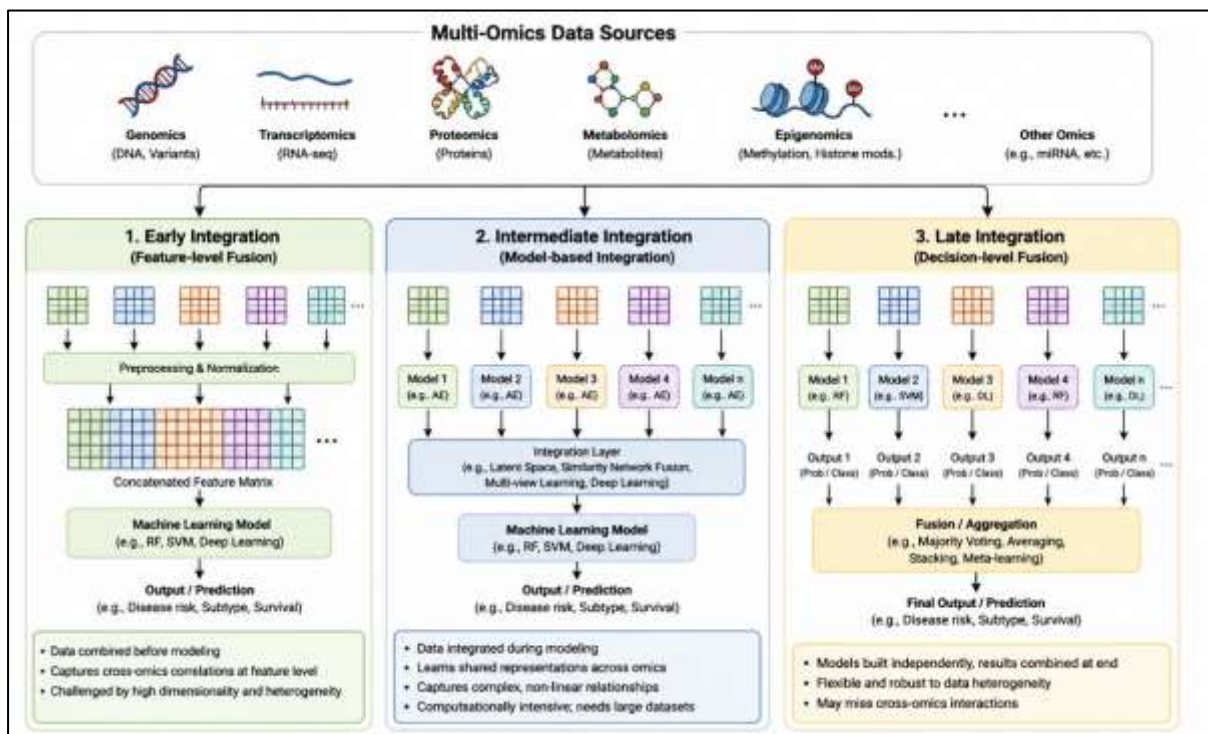 Multi-Omics Data Sources
Genomics
(DNA, Variants)
Transcriptomics
(RNA-seq)
Proteomics
(Proteins)
Metabolomics
(Metabolites)
Me
Me
Epigenomics
(Methylation, Histone mods.)
...
Other Omics
(e.g., miRNA, etc.)
1. Early Integration
(Feature-level Fusion)
...
Preprocessing & Normalization
...
Concatenated Feature Matrix
Machine Learning Model
(e.g., RF, SVM, Deep Learning)
Output / Prediction
(e.g., Disease risk, Subtype, Survival)
• Data combined before modeling
• Captures cross-omics correlations at feature level
• Challenged by high dimensionality and heterogeneity
2. Intermediate Integration
(Model-based Integration)
...
Model 1
(e.g. AE)
Model 2
(e.g., AE)
Model 3
(e.g. AE)
Model 4
(e.g., AE)
Model n
(e.g. AE)
Integration Layer
(e.g., Latent Space, Similarity Network Fusion,
Multi-view Learning, Deep Learning)
Machine Learning Model
(e.g., RF, SVM, Deep Learning)
Output / Prediction
(e.g., Disease risk, Subtype, Survival)
• Data integrated during modeling
• Learns shared representations across omics
• Captures complex, non-linear relationships
• Computsationally intensive; needs large datasets
3. Late Integration
(Decision-level Fusion)
...
Model 1
(e.g., RF)
Model 2
(e.g., SVM)
Model 3
(e.g., DL)
Model 4
(e.g., RF)
Model n
(e.g., DL)
...
Output 1
(Prob / Class)
Output 2
(Prob / Class)
Output 3
(Prob / Class)
Output 4
(Prob / Class)
Output n
(Prob / Class)
...
Fusion / Aggregation
(e.g., Majority Voting, Averaging,
Stacking, Meta-learning)
Final Output / Prediction
(e.g., Disease risk, Subtype, Survival)
• Models built independently, results combined at end
• Flexible and robust to data heterogeneity
• May miss cross-omics interactions